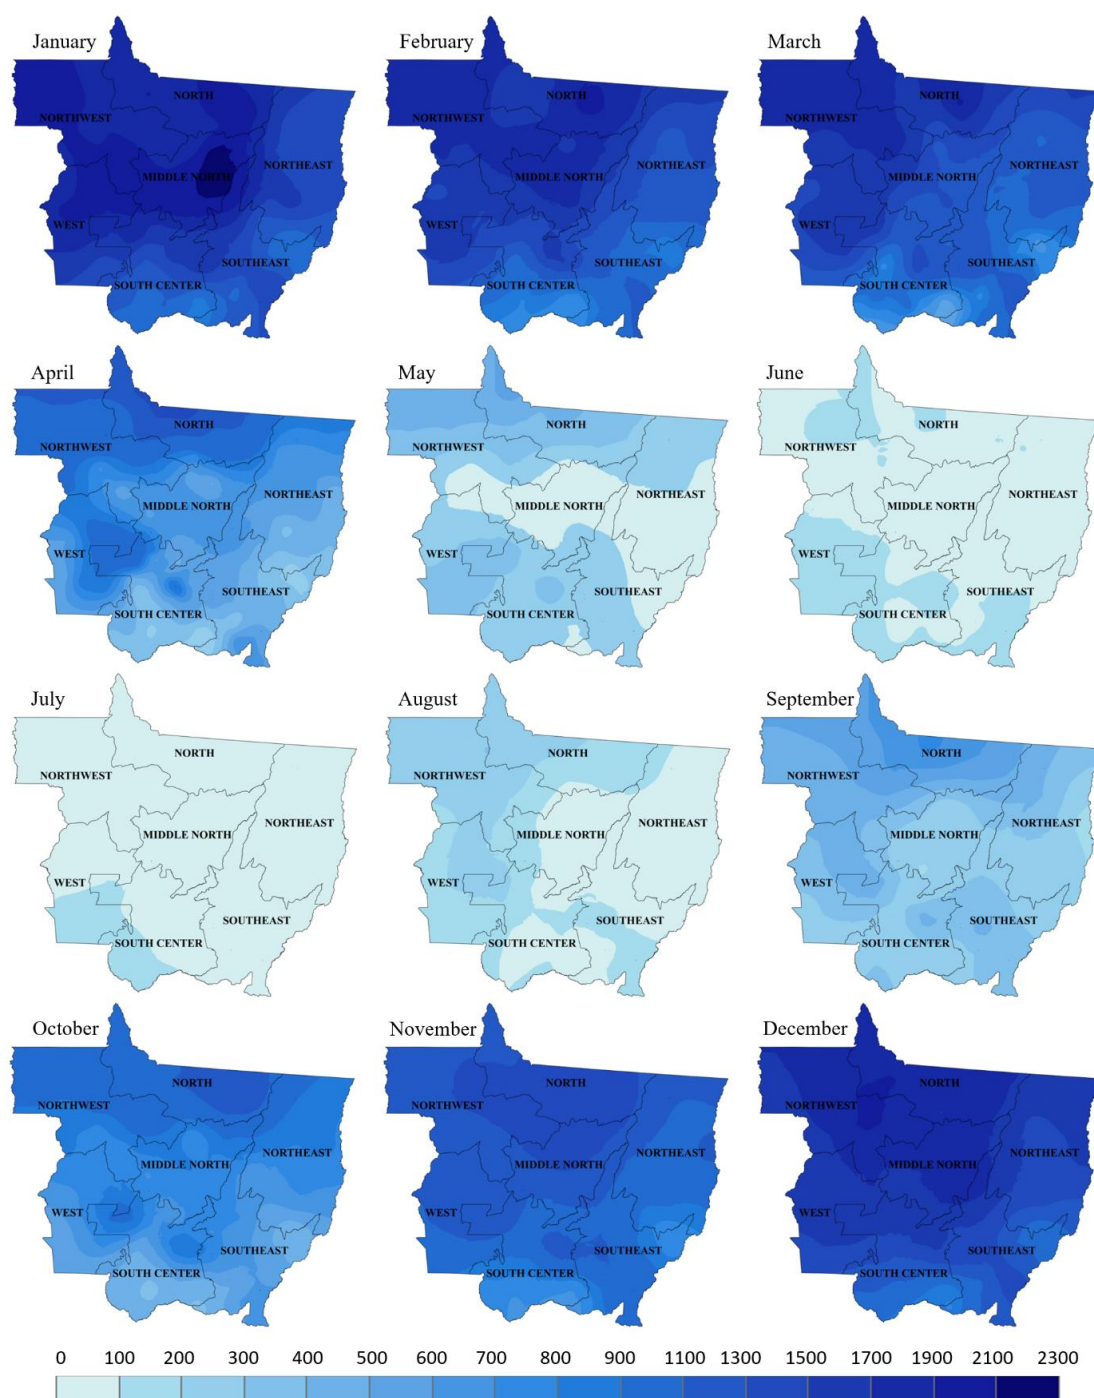 January February March
NORTH NORTH NORTH
NORTHWEST NORTHWEST NORTHWEST
MIDDLE NORTH NORTHEAST MIDDLE NORTH NORTHEAST MIDDLE NORTH NORTHEAST
WEST WEST WEST
SOUTHEAST SOUTHEAST SOUTHEAST
SOUTH CENTER SOUTH CENTER SOUTH CENTER
April May June
NORTH NORTH NORTH
NORTHWEST NORTHWEST NORTHWEST
MIDDLE NORTH NORTHEAST MIDDLE NORTH NORTHEAST MIDDLE NORTH NORTHEAST
WEST WEST WEST
SOUTHEAST SOUTHEAST SOUTHEAST
SOUTH CENTER SOUTH CENTER SOUTH CENTER
July August September
NORTH NORTH NORTH
NORTHWEST NORTHWEST NORTHWEST
MIDDLE NORTH NORTHEAST MIDDLE NORTH NORTHEAST MIDDLE NORTH NORTHEAST
WEST WEST WEST
SOUTHEAST SOUTHEAST SOUTHEAST
SOUTH CENTER SOUTH CENTER SOUTH CENTER
October November December
NORTH NORTH NORTH
NORTHWEST NORTHWEST NORTHWEST
MIDDLE NORTH NORTHEAST MIDDLE NORTH NORTHEAST MIDDLE NORTH NORTHEAST
WEST WEST WEST
SOUTHEAST SOUTHEAST SOUTHEAST
SOUTH CENTER SOUTH CENTER SOUTH CENTER
0 100 200 300 400 500 600 700 800 900 1100 1300 1500 1700 1900 2100 2300